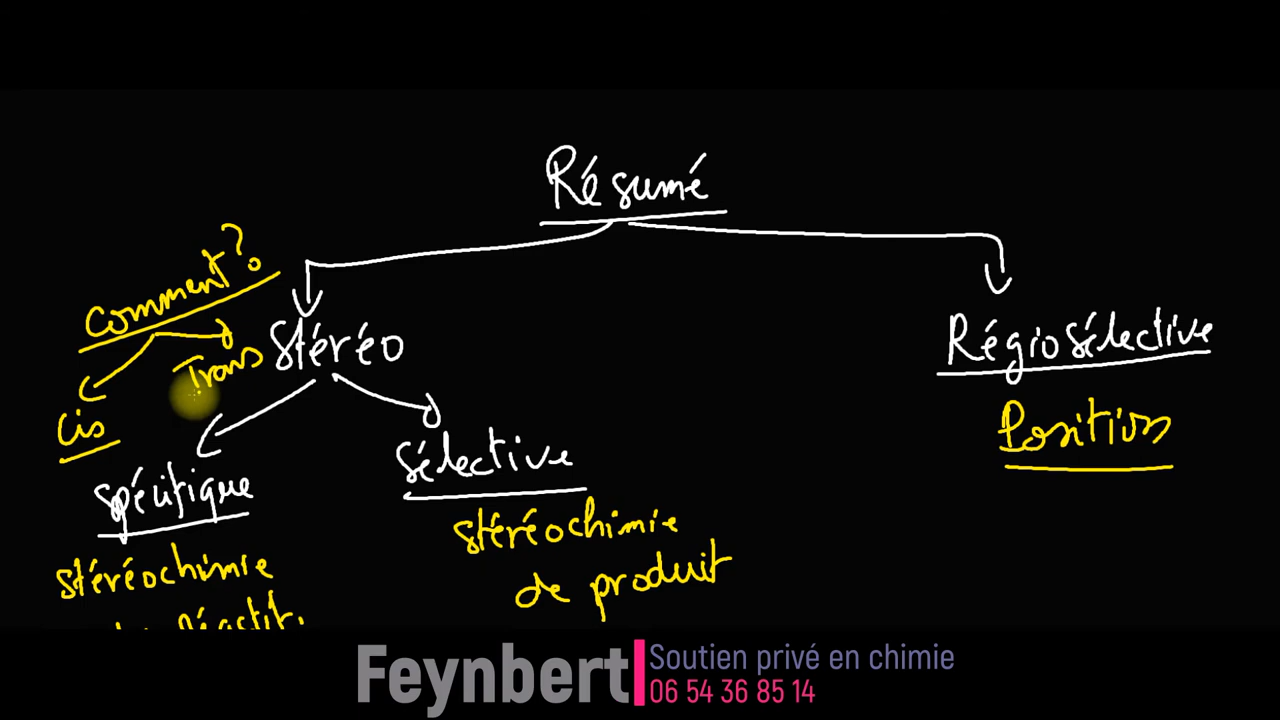 Résumé
Comment?
Cis
Trans
Stéréo
Spécifique
stéréochimie
réactif.
Sélective
stéréochimie
de produit
Régiosélective
Position
Feynbert
Soutien privé en chimie
06 54 36 85 14